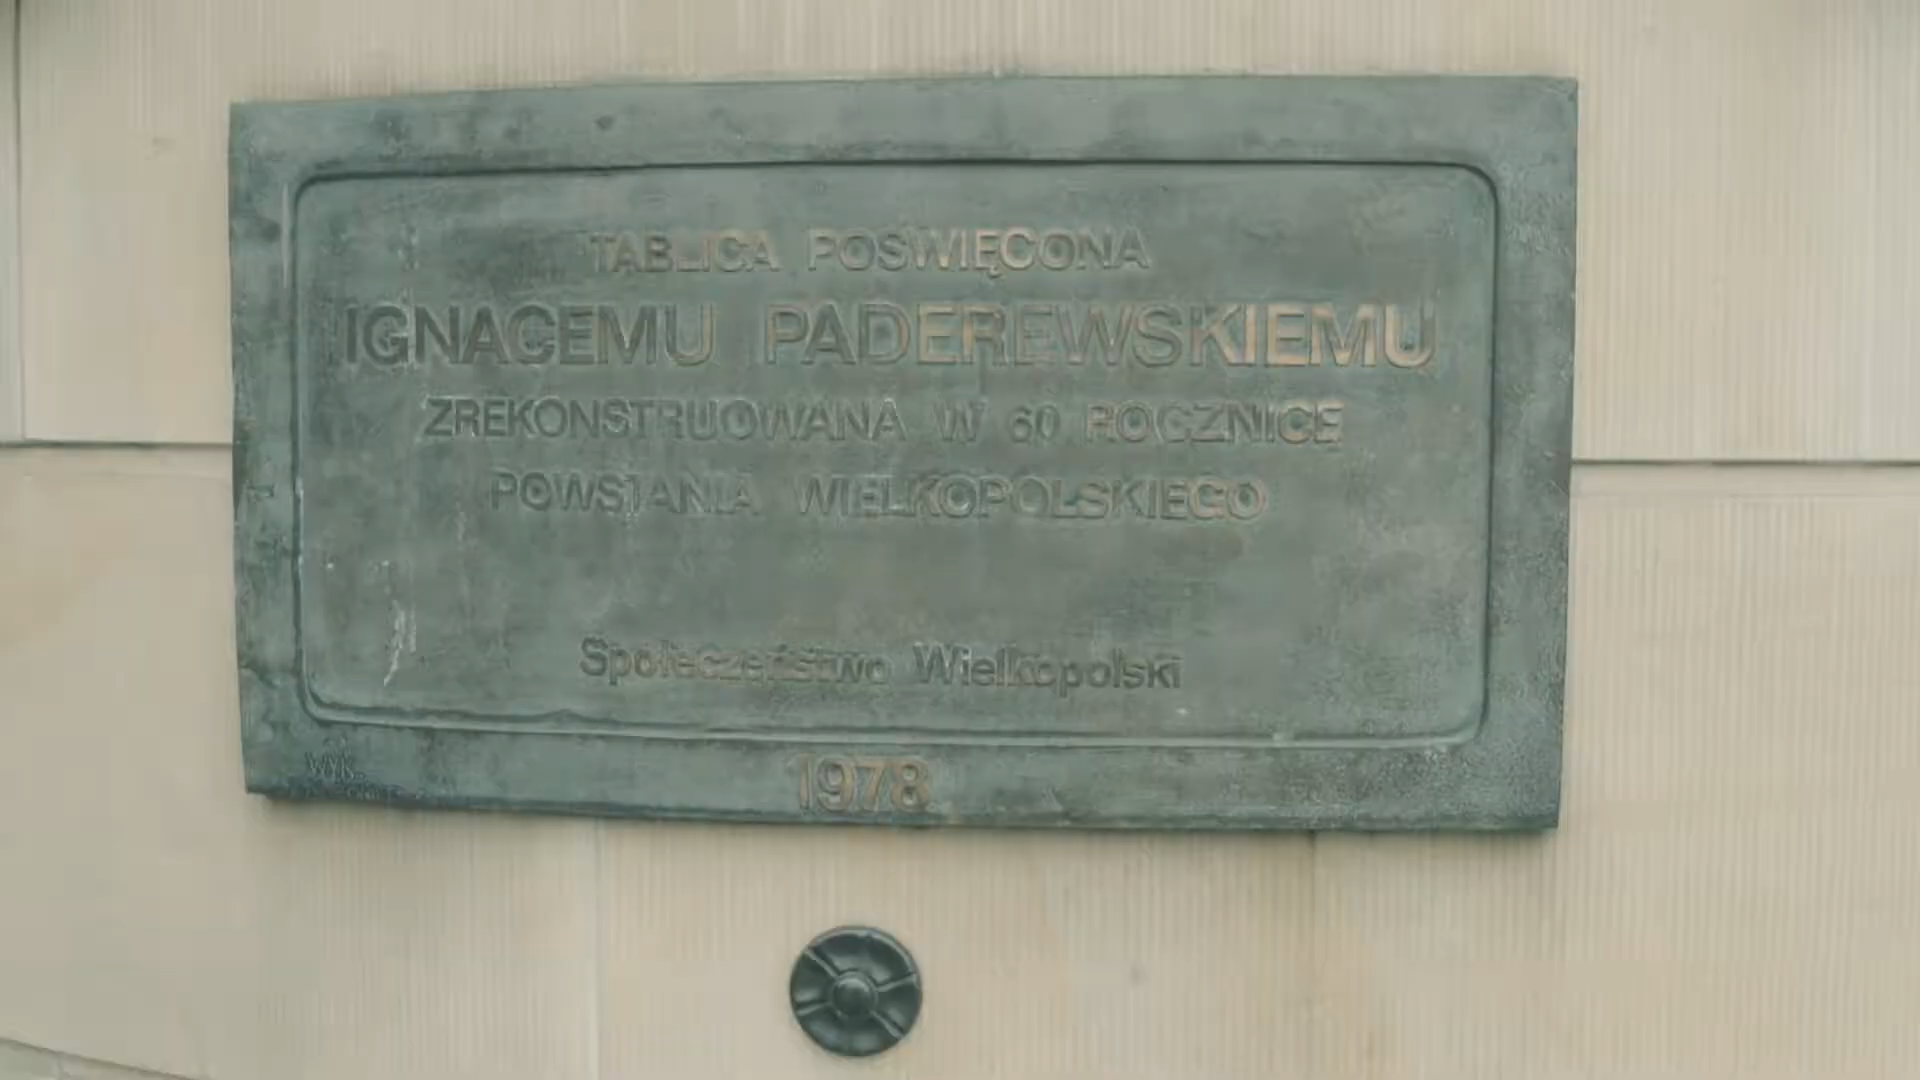 TABLICA POŚWIĘCONA
IGNACEMU PADEREWSKIEMU
ZREKONSTRUOWANA W 60 ROCZNICĘ
POWSTANIA WIELKOPOLSKIEGO
Społeczeństwo Wielkopolski
1978